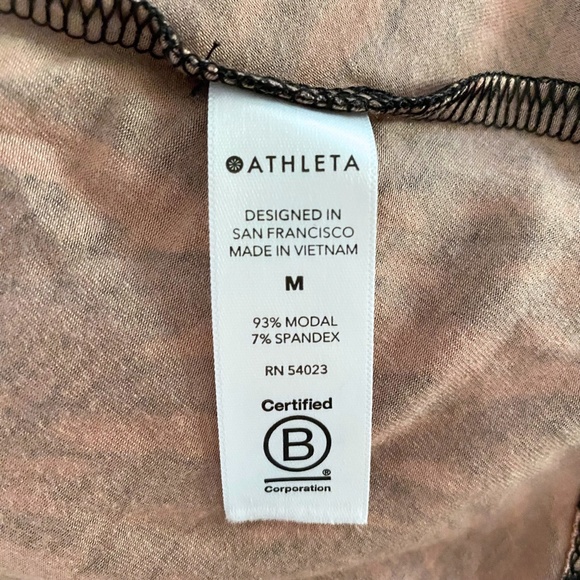 ATHLETA
DESIGNED IN
SAN FRANCISCO
MADE IN VIETNAM
M
93% MODAL
7% SPANDEX
RN 54023
Certified
B
®
Corporation